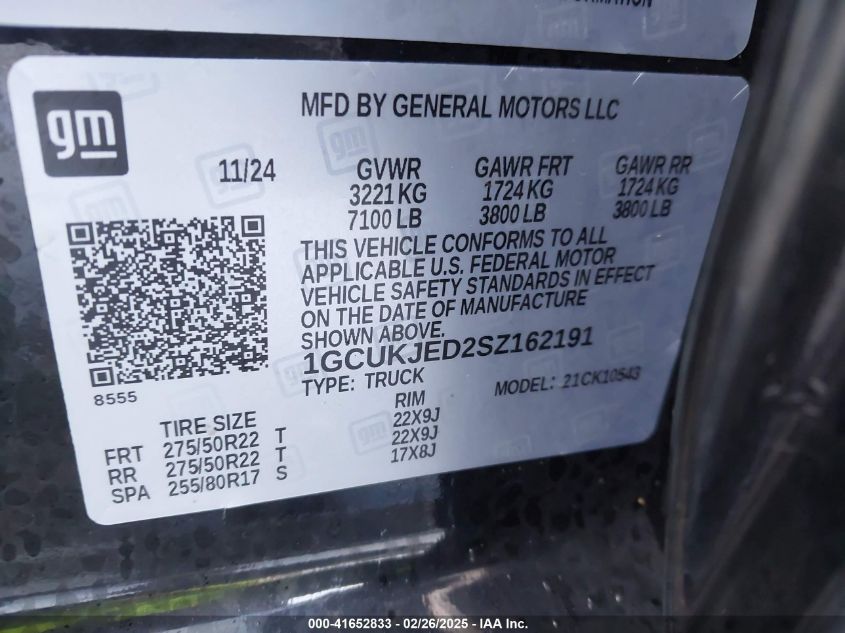 FORMATION
gm
MFD BY GENERAL MOTORS LLC
11/24 GVWR GAWR FRT GAWR RR
3221 KG 1724 KG 1724 KG
7100 LB 3800 LB 3800 LB
THIS VEHICLE CONFORMS TO ALL
APPLICABLE U.S. FEDERAL MOTOR
VEHICLE SAFETY STANDARDS IN EFFECT
ON THE DATE OF MANUFACTURE
SHOWN ABOVE.
1GCUKJED2SZ162191
8555
TYPE: TRUCK MODEL: 21CK10543
TIRE SIZE RIM
FRT 275/50R22 T 22X9J
RR 275/50R22 T 22X9J
SPA 255/80R17 S 17X8J
000-41652833 - 02/26/2025 - IAA Inc.